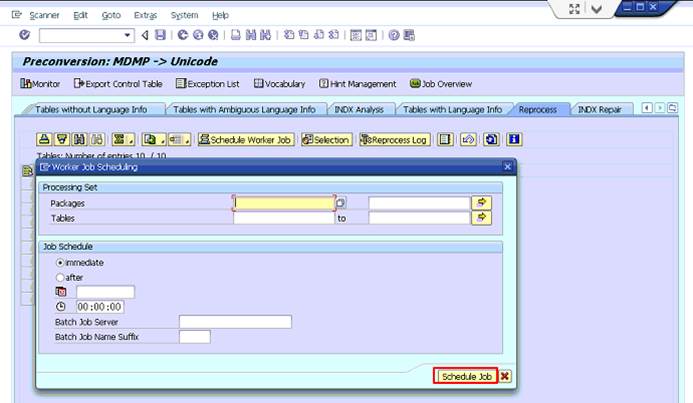 Scanner Edit Goto Extras System Help
Preconversion: MDMP -> Unicode
Monitor Export Control Table Exception List Vocabulary Hint Management Job Overview
Tables without Language Info Tables with Ambiguous Language Info INDX Analysis Tables with Language Info Reprocess INDX Repair
Schedule Worker Job Selection Reprocess Log
Tables: Number of entries 10 / 10
Worker Job Scheduling
Processing Set
Packages
Tables to
Job Schedule
immediate
after
00:00:00
Batch Job Server
Batch Job Name Suffix
Schedule Job